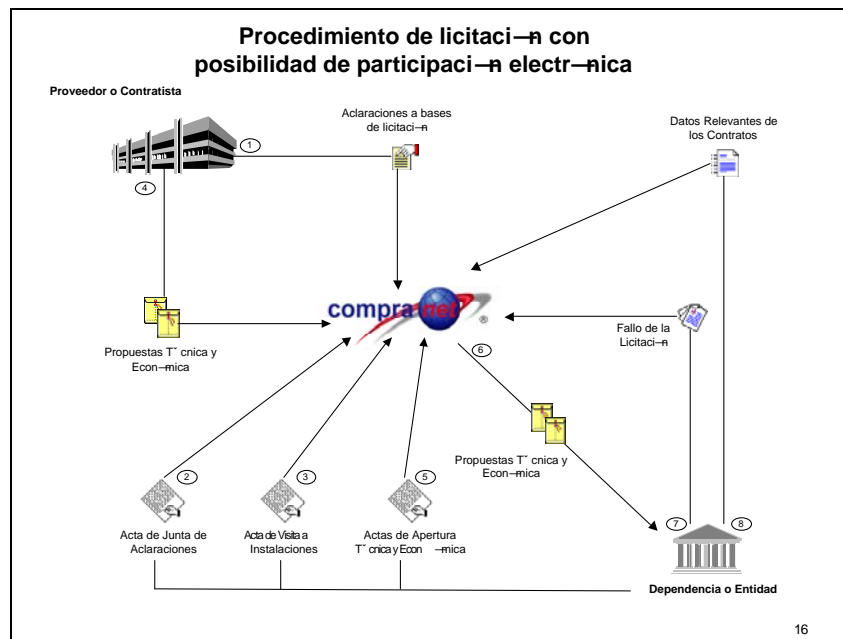 Procedimiento de licitaci—n con
posibilidad de participaci—n electr—nica
Proveedor o Contratista
Aclaraciones a bases
de licitaci—n
Datos Relevantes de
los Contratos
1
4
compranet
®
Propuestas Tˇ cnica y
Econ—mica
Fallo de la
Licitaci—n
6
Propuestas Tˇ cnica y
Econ—mica
2
3
5
7
8
Acta de Junta de
Aclaraciones
Acta de Visita a
Instalaciones
Actas de Apertura
Tˇ cnica y Econ —mica
Dependencia o Entidad
16